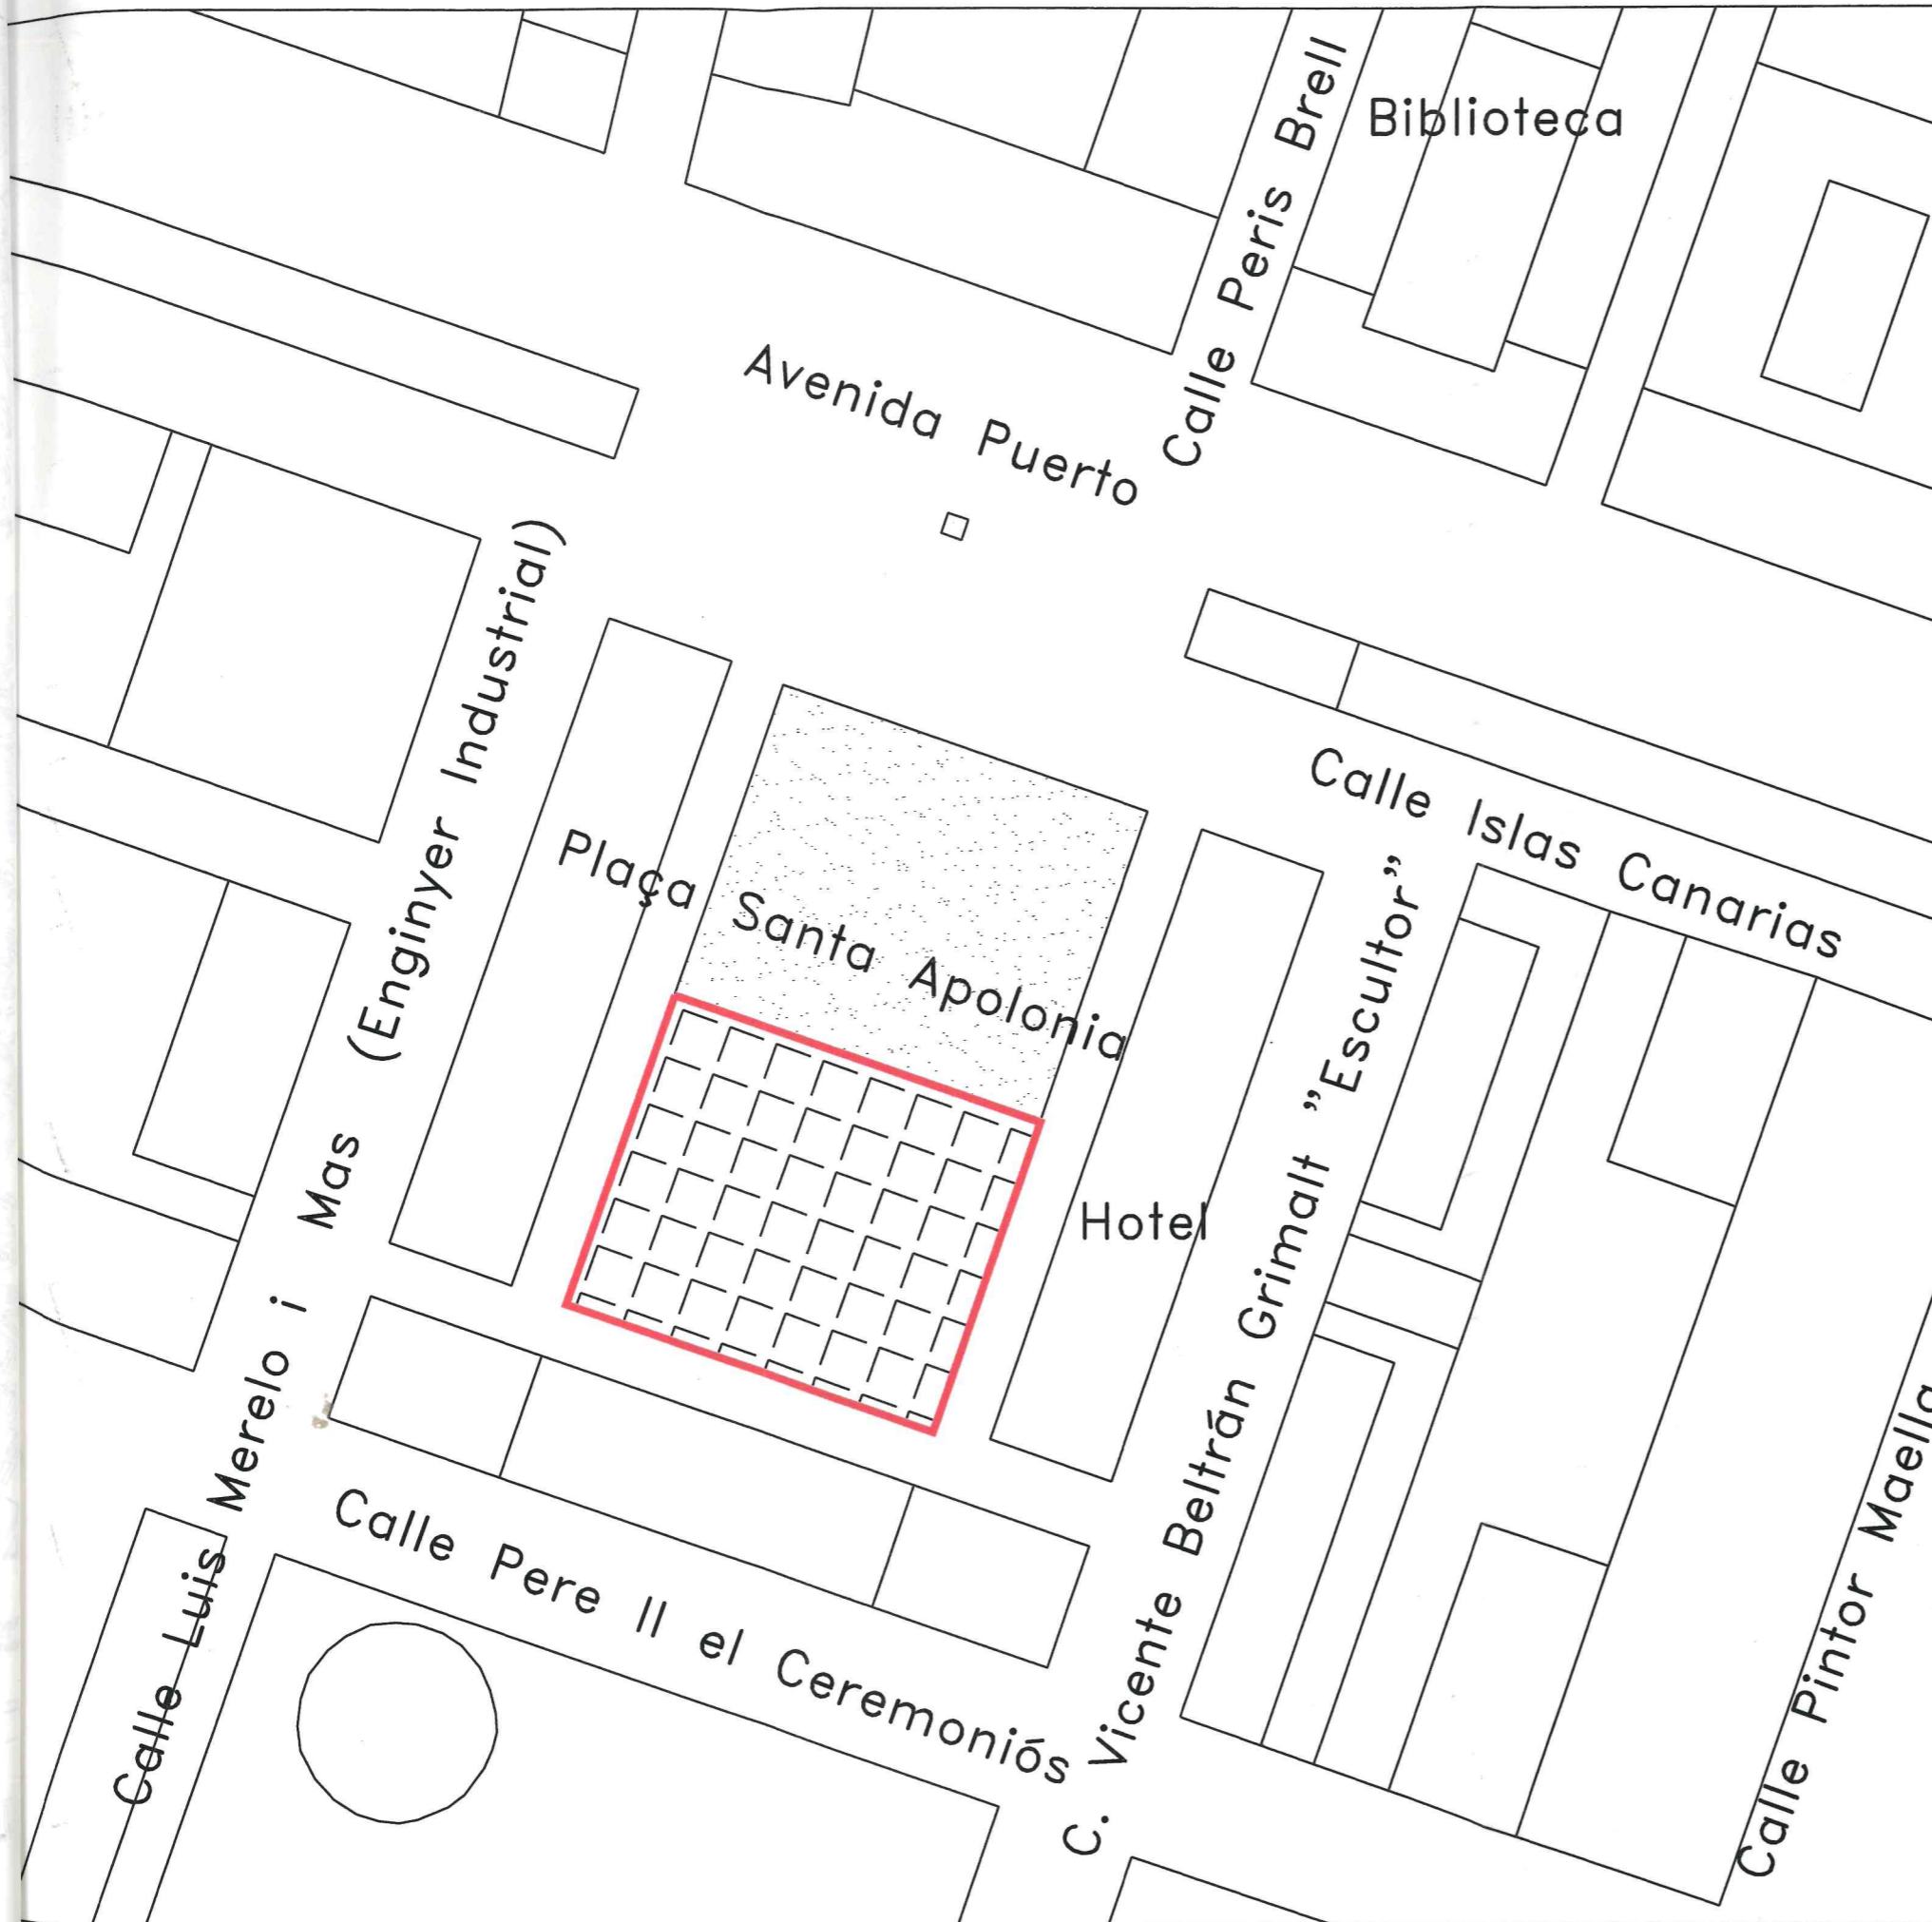 Calle Peris Brell
Biblioteca
Avenida Puerto
Calle Luis Merelo i Mas (Enginyer Industrial)
Calle Islas Canarias
Plaça Santa Apolonia
Hotel
C. Vicente Beltrán Grimalt "Escultor"
Calle Pere II el Ceremoniós
Calle Pintor Maella